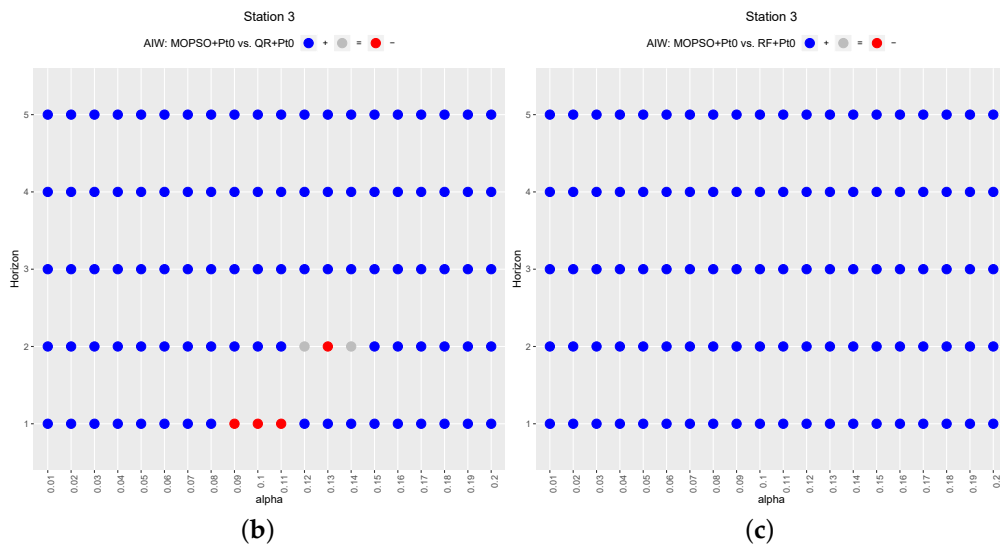 Station 3
AIW: MOPSO+Pt0 vs. QR+Pt0 + = −
Horizon
5
4
3
2
1
0.01 0.02 0.03 0.04 0.05 0.06 0.07 0.08 0.09 0.1 0.11 0.12 0.13 0.14 0.15 0.16 0.17 0.18 0.19 0.2
alpha
(b)
Station 3
AIW: MOPSO+Pt0 vs. RF+Pt0 + = −
Horizon
5
4
3
2
1
0.01 0.02 0.03 0.04 0.05 0.06 0.07 0.08 0.09 0.1 0.11 0.12 0.13 0.14 0.15 0.16 0.17 0.18 0.19 0.2
alpha
(c)